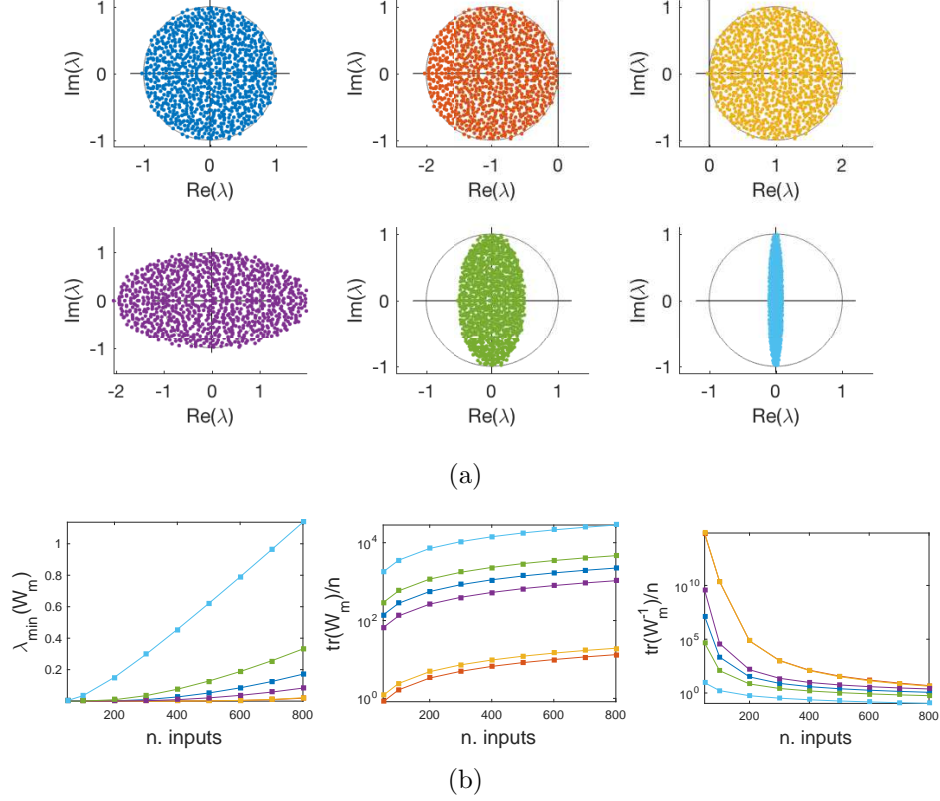 1
0
-1
Im(λ)
-1 0 1
Re(λ)
1
0
-1
Im(λ)
-2 -1 0
Re(λ)
1
0
-1
Im(λ)
0 1 2
Re(λ)
1
0
-1
Im(λ)
-2 -1 0 1
Re(λ)
1
0
-1
Im(λ)
-1 0 1
Re(λ)
1
0
-1
Im(λ)
-1 0 1
Re(λ)
(a)
1
0.8
0.6
0.4
0.2
λmin(Wm)
200 400 600 800
n. inputs
10^4
10^2
10^0
tr(Wm)/n
200 400 600 800
n. inputs
10^10
10^5
10^0
tr(Wm^-1)/n
200 400 600 800
n. inputs
(b)